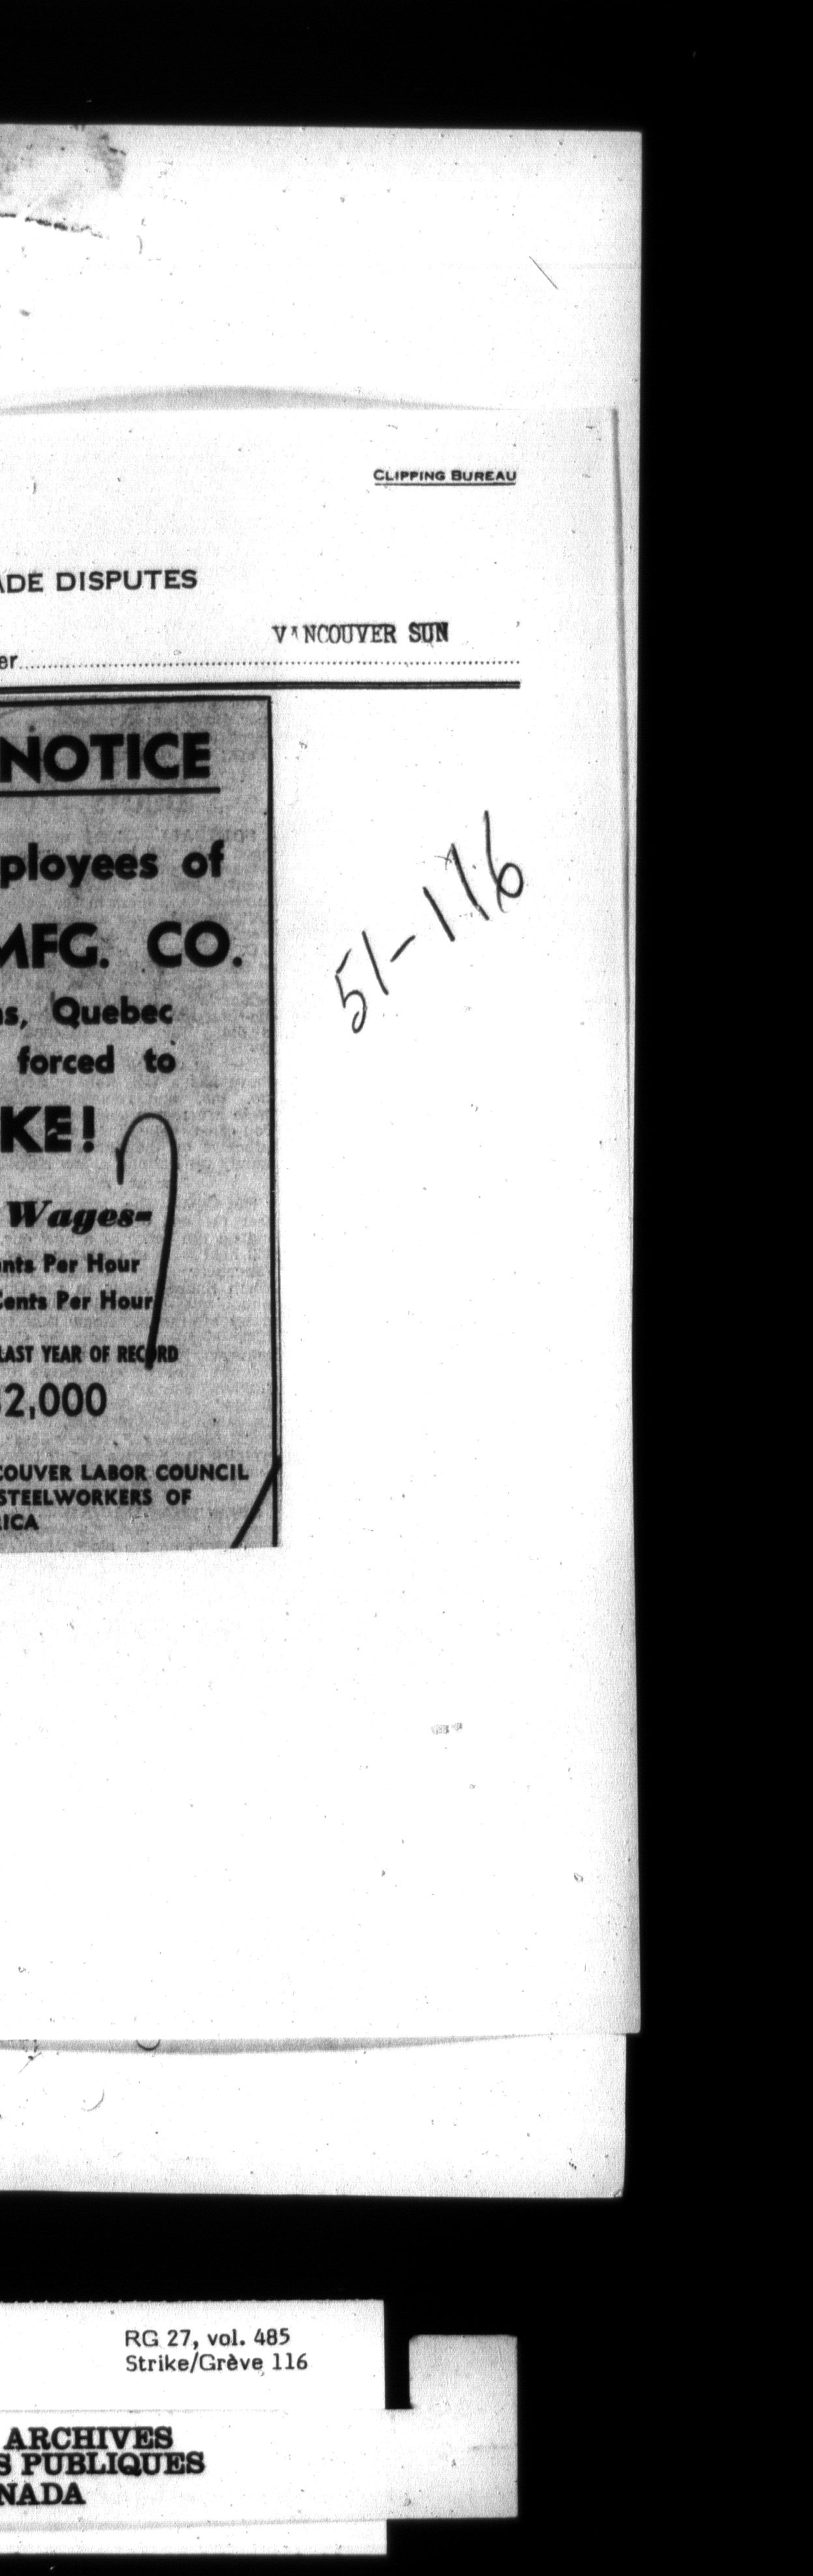 CLIPPING BUREAU
ADE DISPUTES
VANCOUVER SUN
er
NOTICE
ployees of
MFG. CO.
s, Quebec
forced to
KE!
Wages-
nts Per Hour
Cents Per Hour
LAST YEAR OF RECORD
2,000
COUVER LABOR COUNCIL
STEELWORKERS OF
RICA
51-116
RG 27, vol. 485
Strike/Grève 116
ARCHIVES
S PUBLIQUES
NADA